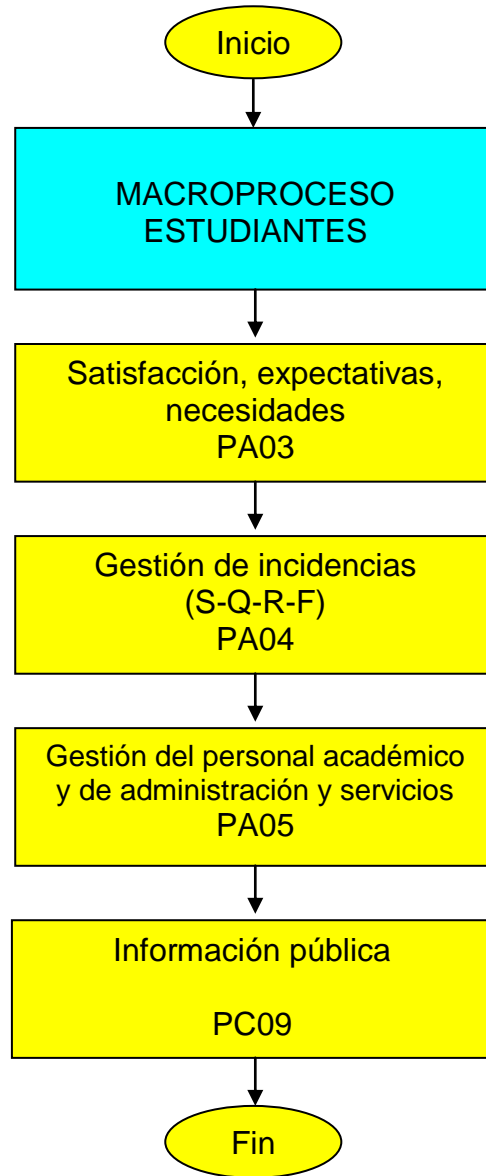 Inicio
MACROPROCESO
ESTUDIANTES
Satisfacción, expectativas,
necesidades
PA03
Gestión de incidencias
(S-Q-R-F)
PA04
Gestión del personal académico
y de administración y servicios
PA05
Información pública
PC09
Fin